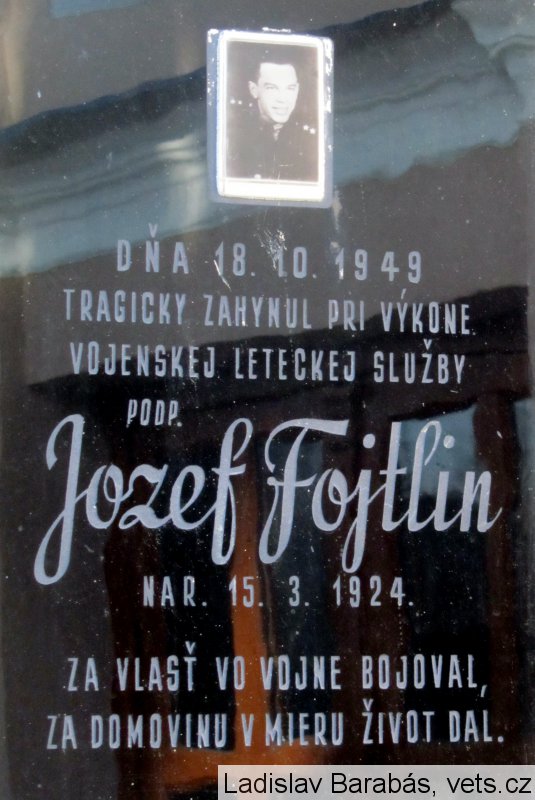 DŇA 18. 10. 1949
TRAGICKY ZAHYNUL PRI VÝKONE
VOJENSKEJ LETECKEJ SLUŽBY
PODP.
Jozef Fojtlin
NAR. 15. 3. 1924.
ZA VLASŤ VO VOJNE BOJOVAL,
ZA DOMOVINU V MIERU ŽIVOT DAL.
Ladislav Barabás, vets.cz